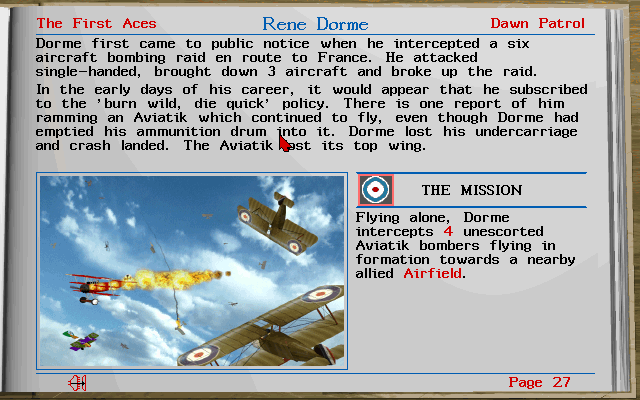 The First Aces
Rene Dorme
Dawn Patrol
Dorme first came to public notice when he intercepted a six
aircraft bombing raid en route to France. He attacked
single-handed, brought down 3 aircraft and broke up the raid.
In the early days of his career, it would appear that he subscribed
to the 'burn wild, die quick' policy. There is one report of him
ramming an Aviatik which continued to fly, even though Dorme had
emptied his ammunition drum into it. Dorme lost his undercarriage
and crash landed. The Aviatik lost its top wing.
THE MISSION
Flying alone, Dorme
intercepts 4 unescorted
Aviatik bombers flying in
formation towards a nearby
allied Airfield.
Page 27